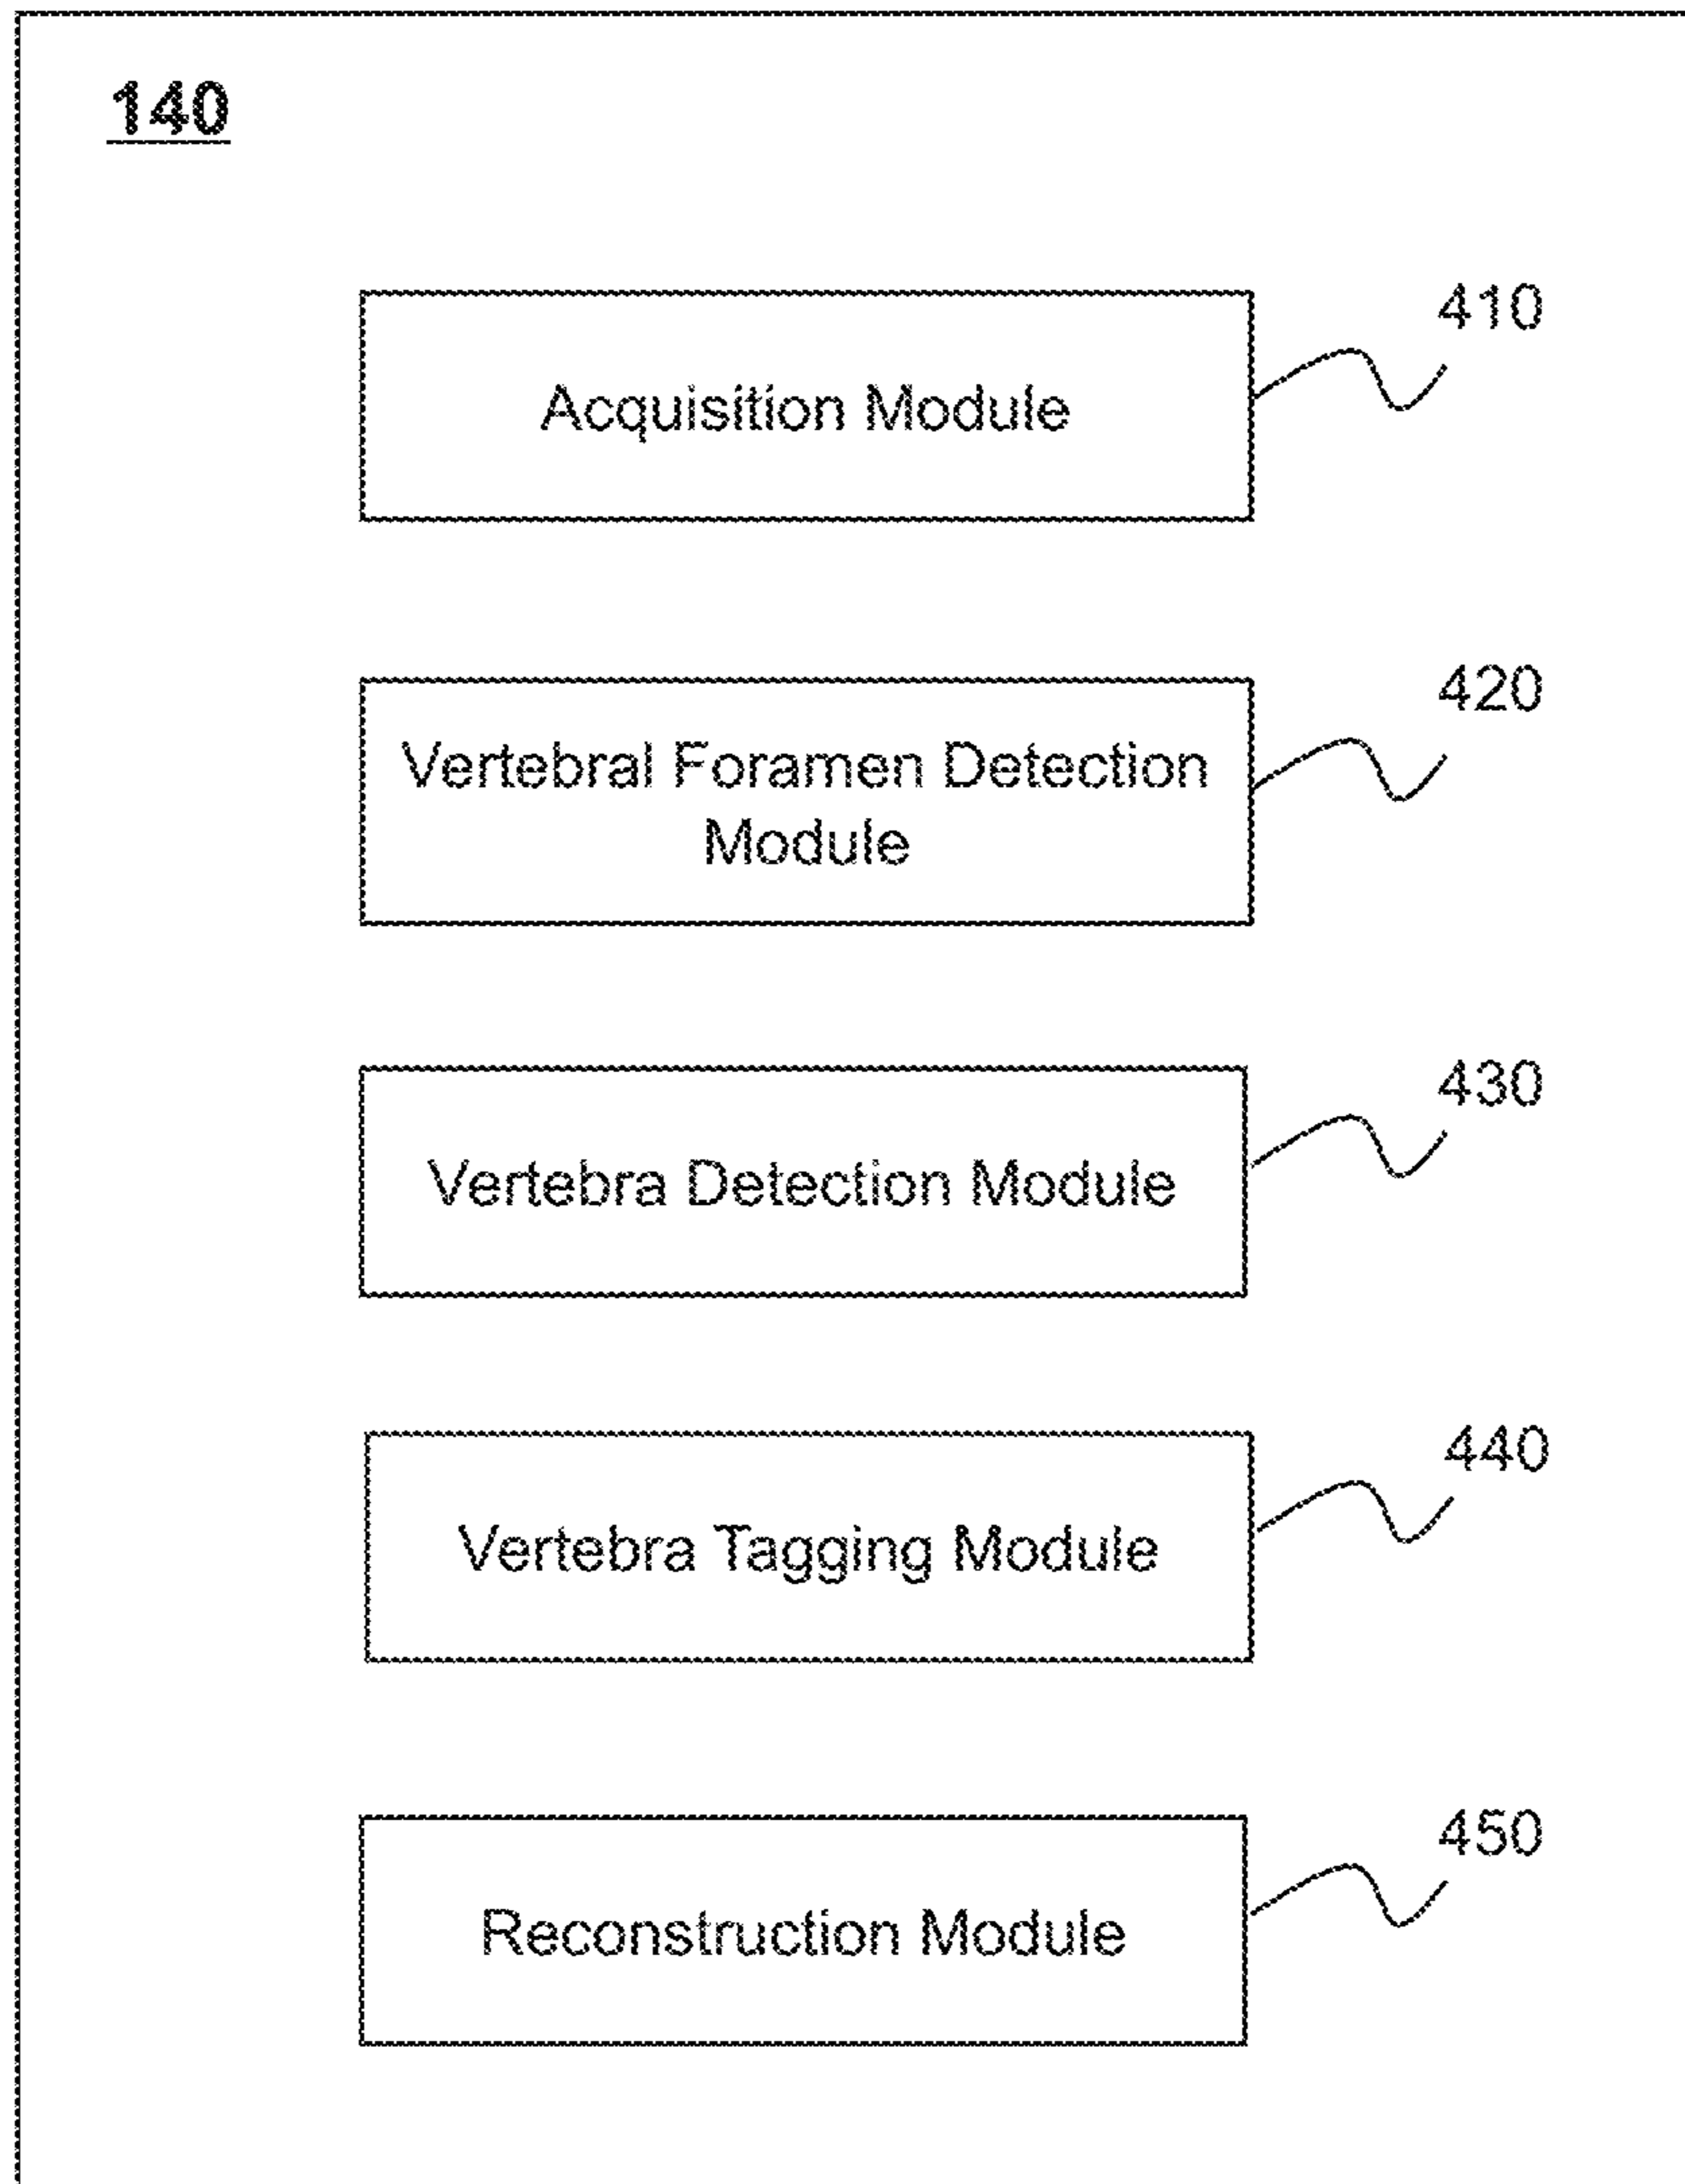 140
410
Acquisition Module
420
Vertebral Foramen Detection
Module
430
Vertebra Detection Module
440
Vertebra Tagging Module
450
Reconstruction Module